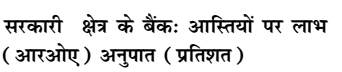 सरकारी क्षेत्र के बैंक: आस्तियों पर लाभ
(आरओए) अनुपात (प्रतिशत)